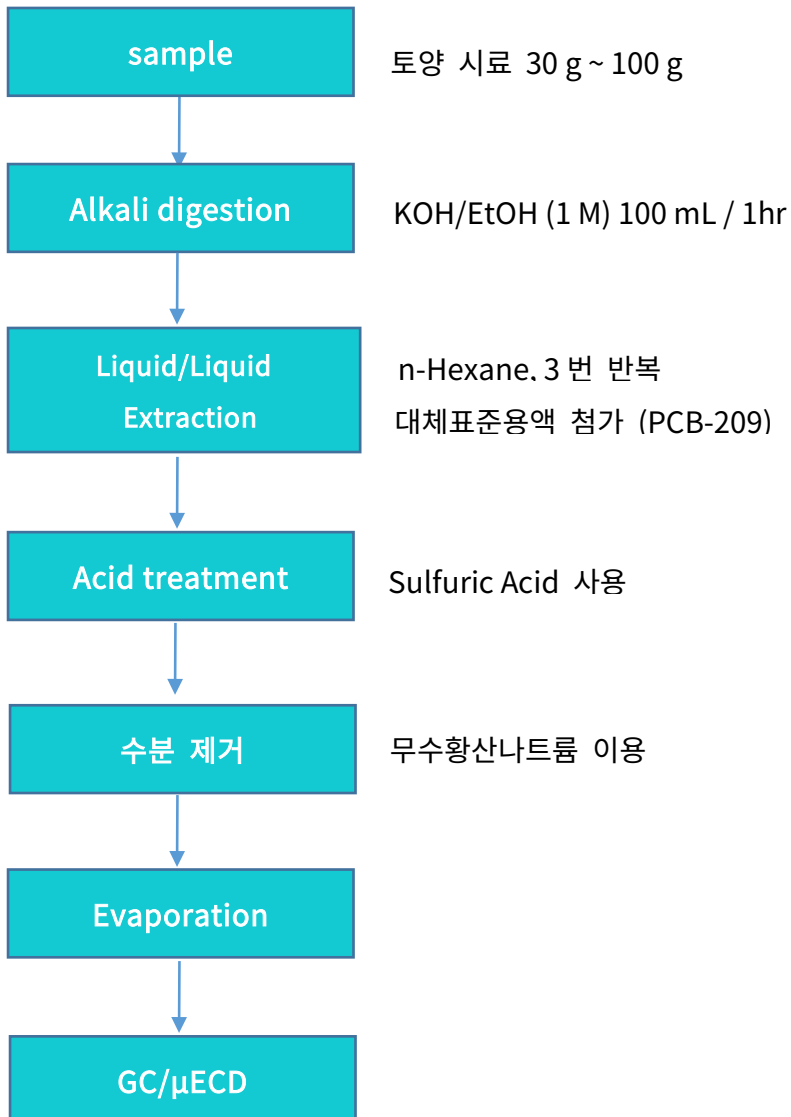 sample
토양 시료 30 g ~ 100 g
Alkali digestion
KOH/EtOH (1 M) 100 mL / 1hr
Liquid/Liquid
Extraction
n-Hexane, 3 번 반복
대체표준용액 첨가 (PCB-209)
Acid treatment
Sulfuric Acid 사용
수분 제거
무수황산나트륨 이용
Evaporation
GC/μECD